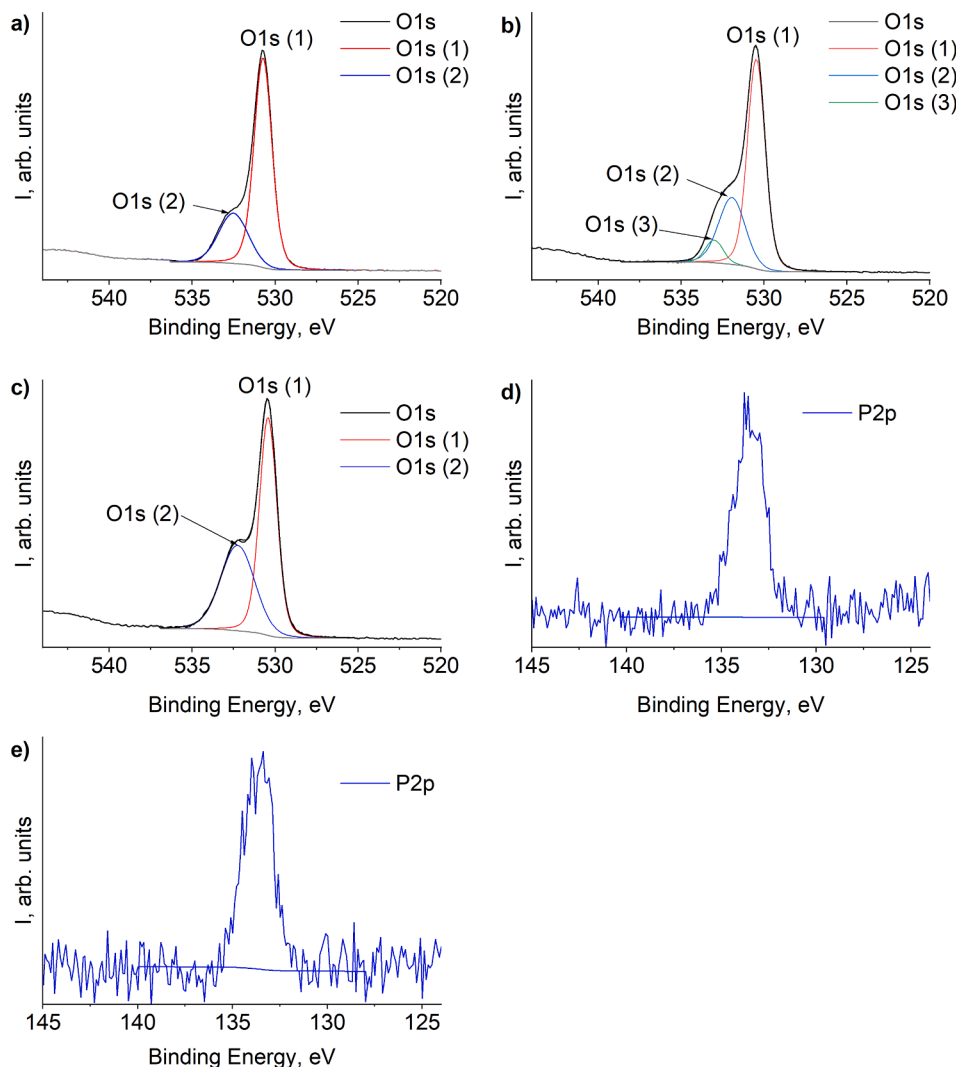 a)
O1s (1)
O1s
O1s (1)
O1s (2)
O1s (2)
I, arb. units
540 535 530 525 520
Binding Energy, eV
b)
O1s (1)
O1s
O1s (1)
O1s (2)
O1s (3)
O1s (2)
O1s (3)
I, arb. units
540 535 530 525 520
Binding Energy, eV
c)
O1s (1)
O1s
O1s (1)
O1s (2)
O1s (2)
I, arb. units
540 535 530 525 520
Binding Energy, eV
d)
P2p
I, arb. units
145 140 135 130 125
Binding Energy, eV
e)
P2p
I, arb. units
145 140 135 130 125
Binding Energy, eV